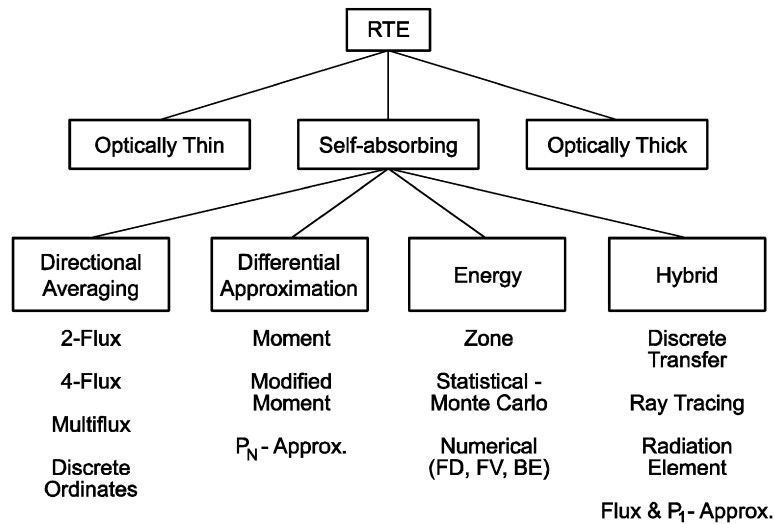 RTE
Optically Thin
Self-absorbing
Optically Thick
Directional
Averaging
Differential
Approximation
Energy
Hybrid
2-Flux
4-Flux
Multiflux
Discrete
Ordinates
Moment
Modified
Moment
PN - Approx.
Zone
Statistical -
Monte Carlo
Numerical
(FD, FV, BE)
Discrete
Transfer
Ray Tracing
Radiation
Element
Flux & P1- Approx.